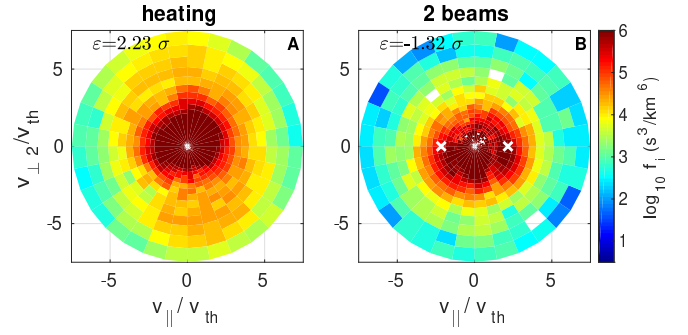 heating
2 beams
ε=2.23 σ
A
ε=-1.32 σ
B
5
0
-5
v⊥2/vth
-5
0
5
v||/ vth
5
0
-5
-5
0
5
v||/ vth
6
5
4
3
2
1
log10 fi (s3/km6)